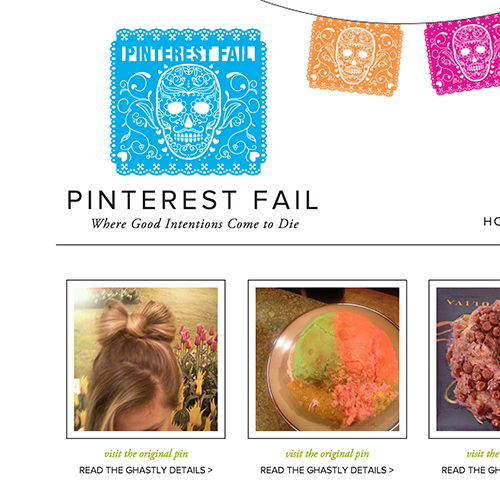 PINTEREST FAIL
PINTEREST FAIL
Where Good Intentions Come to Die
HO
visit the original pin
visit the original pin
visit the
READ THE GHASTLY DETAILS >
READ THE GHASTLY DETAILS >
READ THE GH